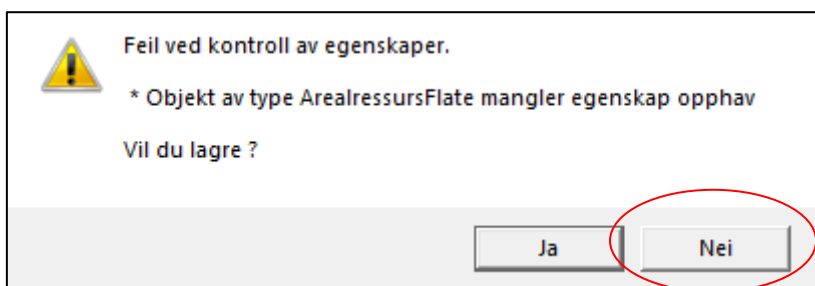 Feil ved kontroll av egenskaper.
* Objekt av type ArealressursFlate mangler egenskap opphav
Vil du lagre ?
Ja
Nei